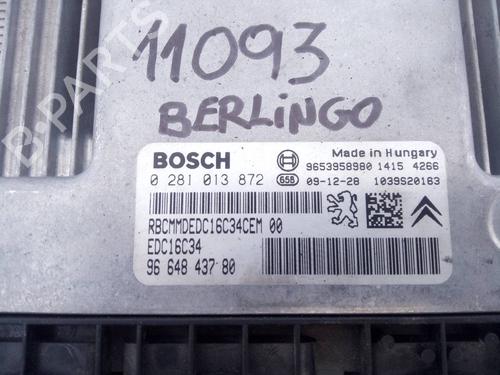 11093
BERLINGO
B-PARTS
BOSCH
0 281 013 872
658
Made in Hungary
9653958980 1415 4266
09-12-28 1039S20163
RBCMMDEDC16C34CEM 00
EDC16C34
96 648 437 80